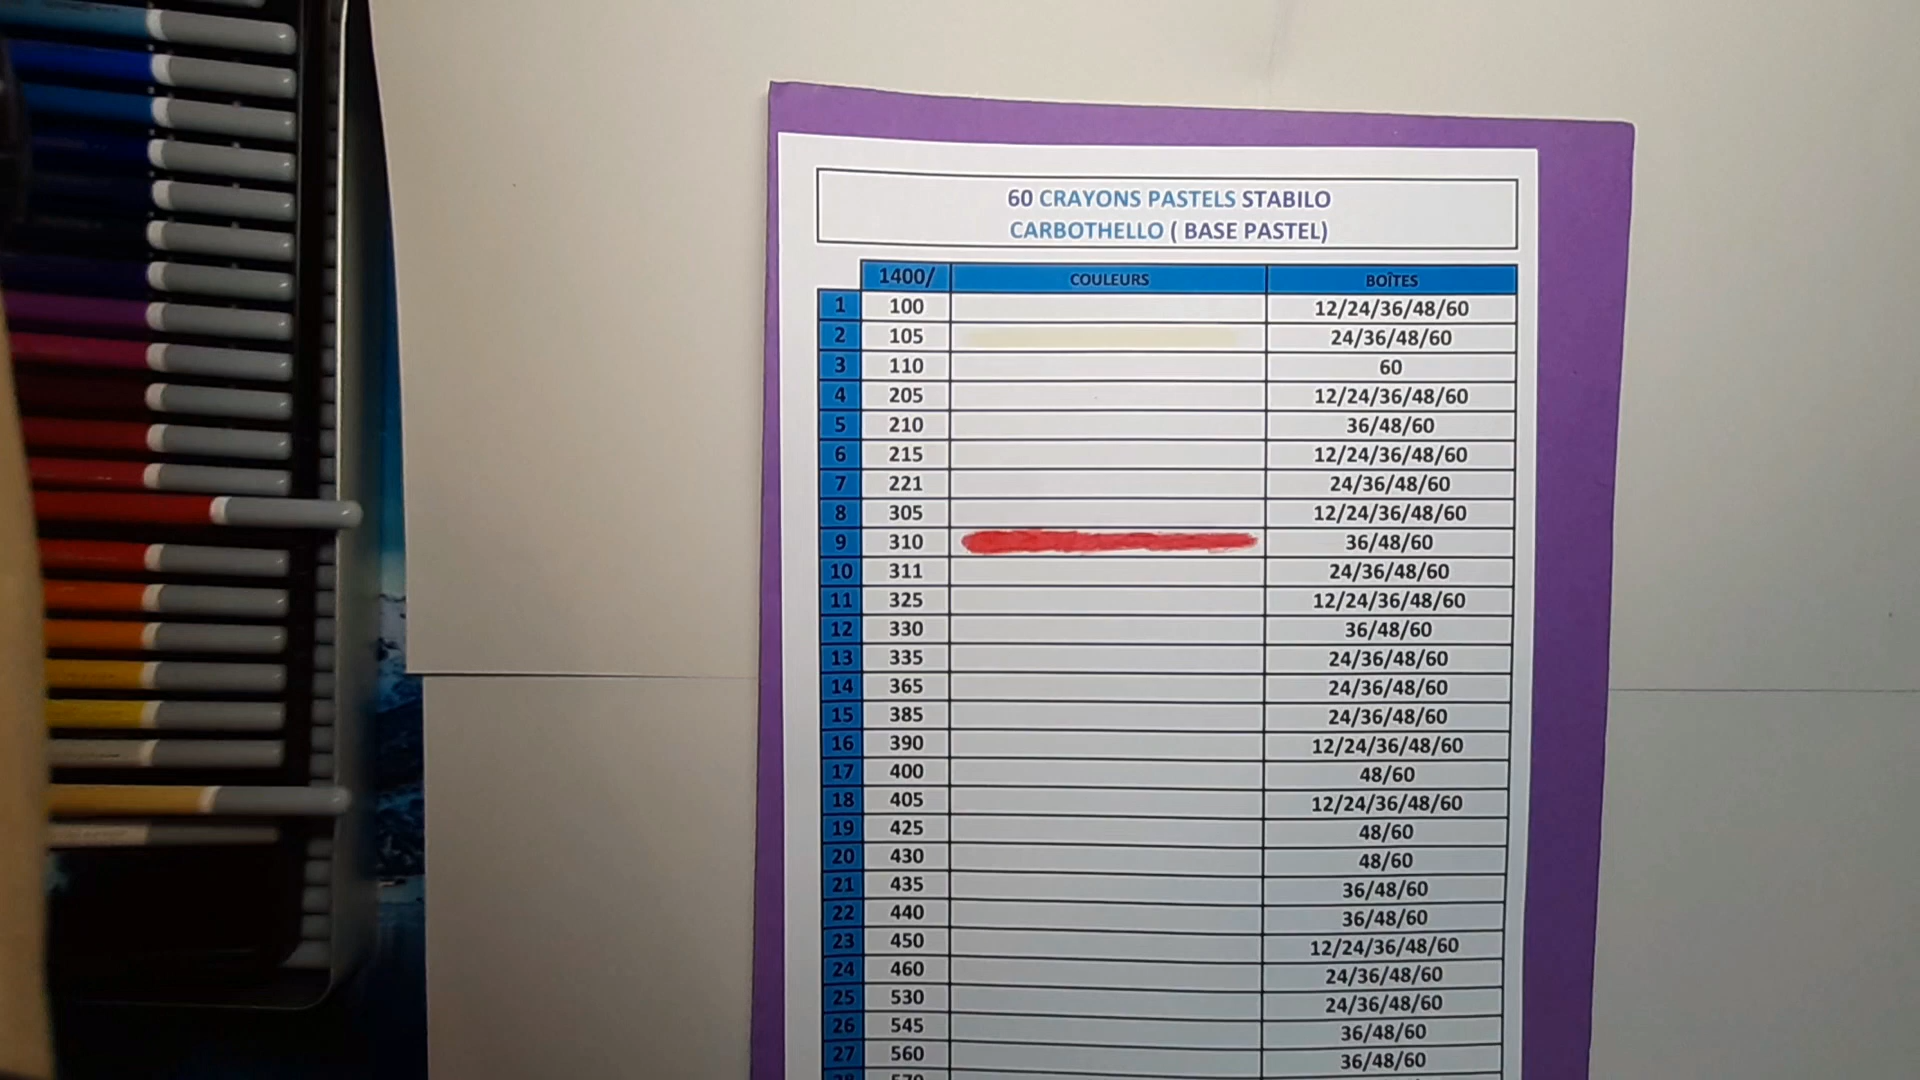 60 CRAYONS PASTELS STABILO
CARBOTHELLO ( BASE PASTEL)
1400/ COULEURS BOÎTES
1 100 12/24/36/48/60
2 105 24/36/48/60
3 110 60
4 205 12/24/36/48/60
5 210 36/48/60
6 215 12/24/36/48/60
7 221 24/36/48/60
8 305 12/24/36/48/60
9 310 36/48/60
10 311 24/36/48/60
11 325 12/24/36/48/60
12 330 36/48/60
13 335 24/36/48/60
14 365 24/36/48/60
15 385 24/36/48/60
16 390 12/24/36/48/60
17 400 48/60
18 405 12/24/36/48/60
19 425 48/60
20 430 48/60
21 435 36/48/60
22 440 36/48/60
23 450 12/24/36/48/60
24 460 24/36/48/60
25 530 24/36/48/60
26 545 36/48/60
27 560 36/48/60
28 570